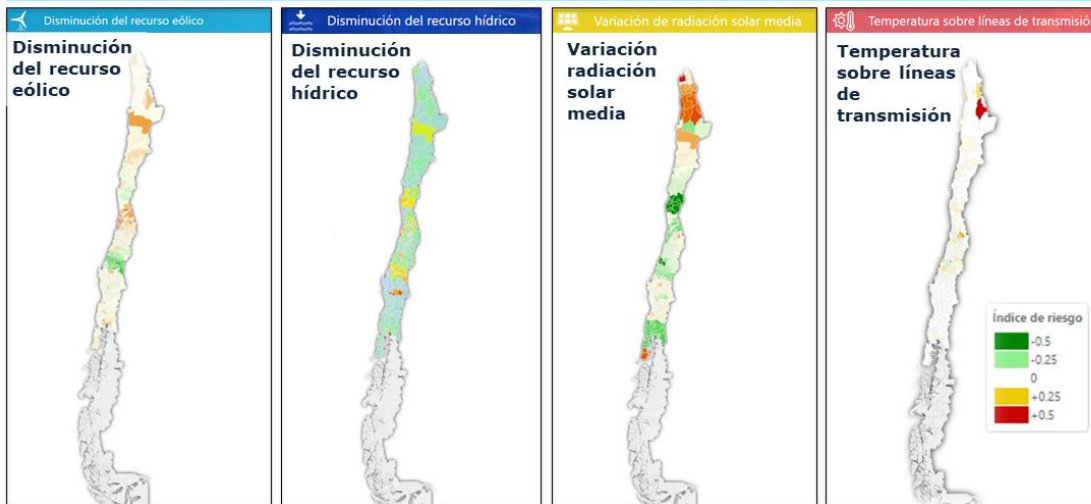 Disminución del recurso eólico
Disminución
del recurso
eólico
Disminución del recurso hídrico
Disminución
del recurso
hídrico
Variación de radiación solar media
Variación
radiación
solar
media
Temperatura sobre líneas de transmisió
Temperatura
sobre líneas
de
transmisión
Índice de riesgo
-0.5
-0.25
0
+0.25
+0.5